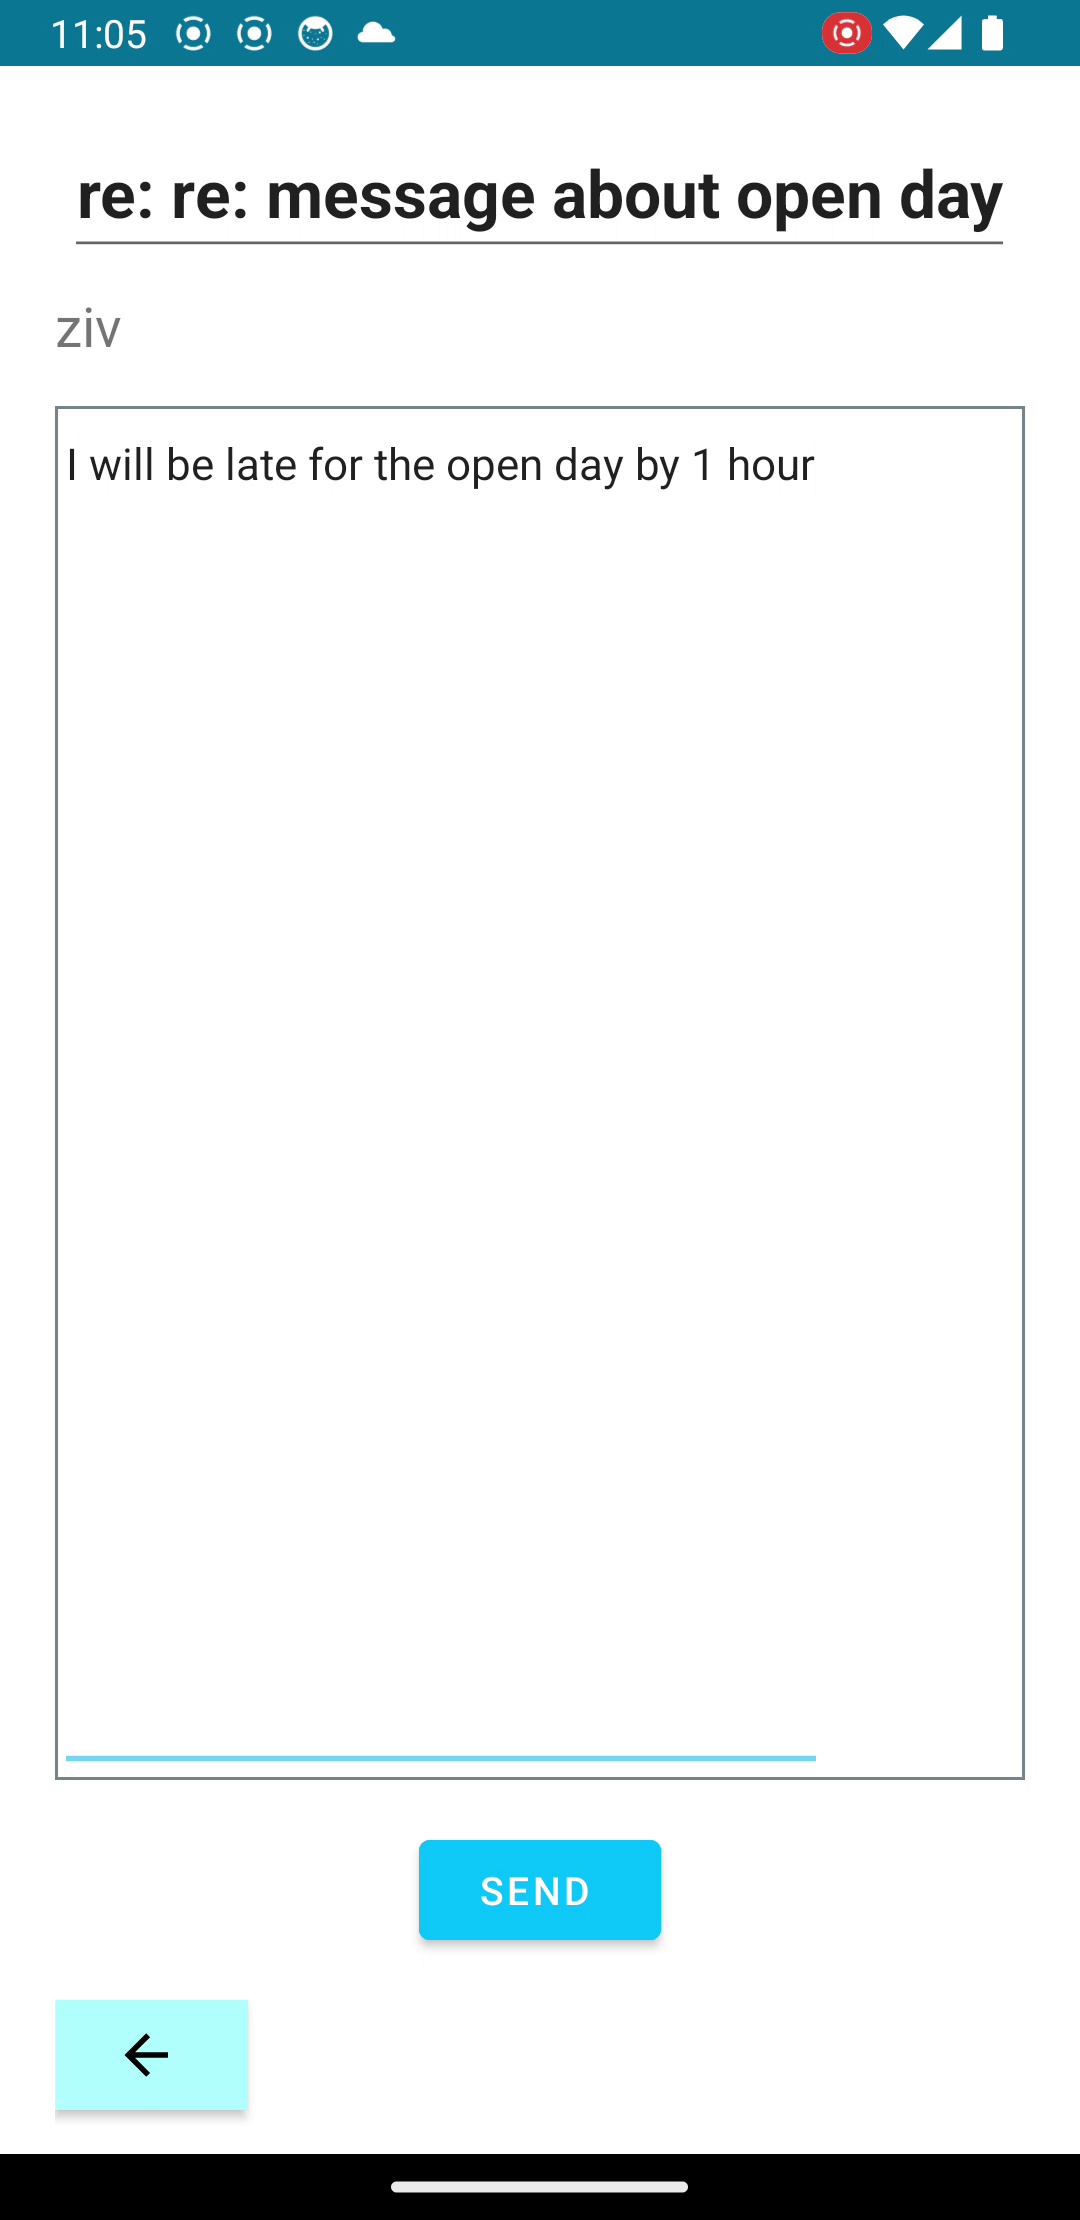 11:05
re: re: message about open day
ziv
I will be late for the open day by 1 hour
SEND